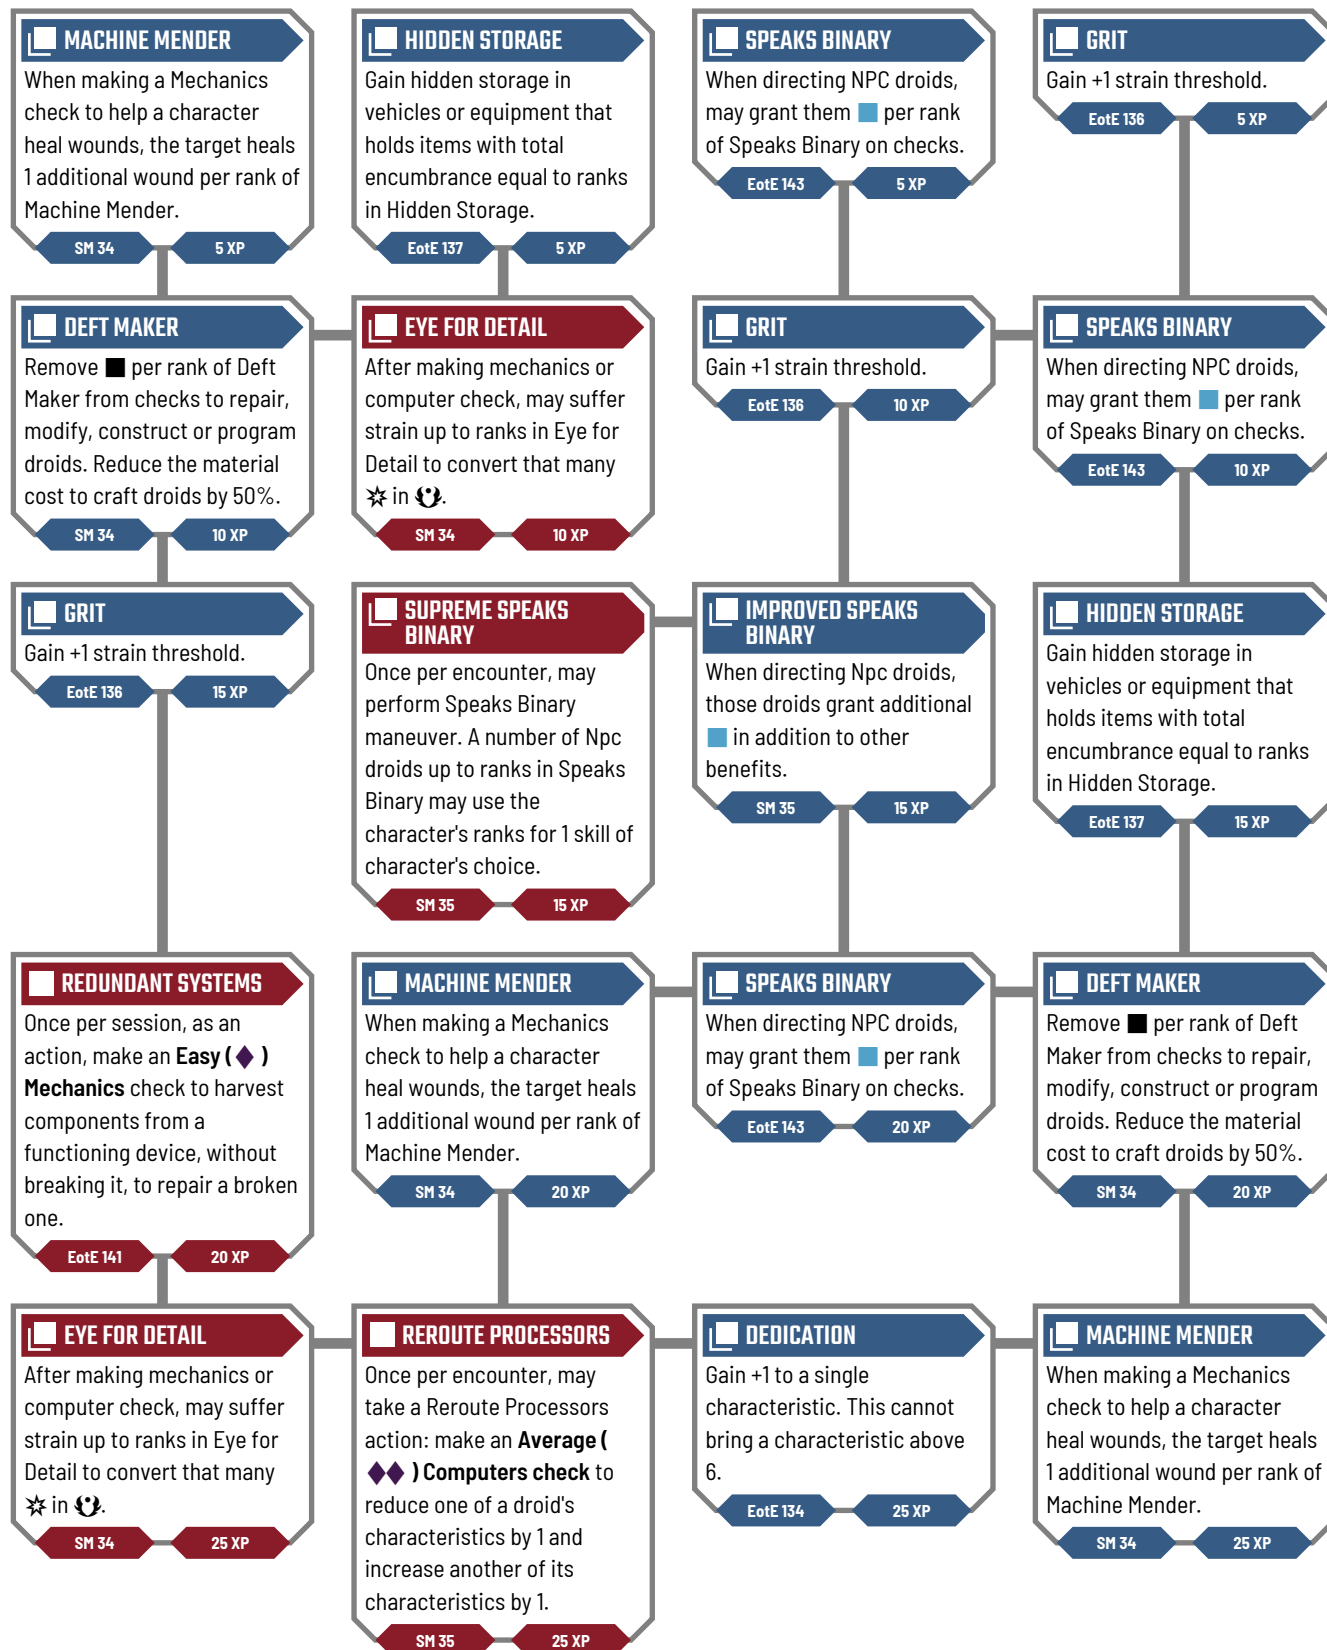 MACHINE MENDER
When making a Mechanics
check to help a character
heal wounds, the target heals
1 additional wound per rank of
Machine Mender.
SM 34
5 XP
HIDDEN STORAGE
Gain hidden storage in
vehicles or equipment that
holds items with total
encumbrance equal to ranks
in Hidden Storage.
EotE 137
5 XP
SPEAKS BINARY
When directing NPC droids,
may grant them per rank
of Speaks Binary on checks.
EotE 143
5 XP
GRIT
Gain +1 strain threshold.
EotE 136
5 XP
DEFT MAKER
Remove per rank of Deft
Maker from checks to repair,
modify, construct or program
droids. Reduce the material
cost to craft droids by 50%.
SM 34
10 XP
EYE FOR DETAIL
After making mechanics or
computer check, may suffer
strain up to ranks in Eye for
Detail to convert that many
in .
SM 34
10 XP
GRIT
Gain +1 strain threshold.
EotE 136
10 XP
SPEAKS BINARY
When directing NPC droids,
may grant them per rank
of Speaks Binary on checks.
EotE 143
10 XP
GRIT
Gain +1 strain threshold.
EotE 136
15 XP
SUPREME SPEAKS
BINARY
Once per encounter, may
perform Speaks Binary
maneuver. A number of Npc
droids up to ranks in Speaks
Binary may use the
character's ranks for 1 skill of
character's choice.
SM 35
15 XP
IMPROVED SPEAKS
BINARY
When directing Npc droids,
those droids grant additional
in addition to other
benefits.
SM 35
15 XP
HIDDEN STORAGE
Gain hidden storage in
vehicles or equipment that
holds items with total
encumbrance equal to ranks
in Hidden Storage.
EotE 137
15 XP
REDUNDANT SYSTEMS
Once per session, as an
action, make an Easy ( )
Mechanics check to harvest
components from a
functioning device, without
breaking it, to repair a broken
one.
EotE 141
20 XP
MACHINE MENDER
When making a Mechanics
check to help a character
heal wounds, the target heals
1 additional wound per rank of
Machine Mender.
SM 34
20 XP
SPEAKS BINARY
When directing NPC droids,
may grant them per rank
of Speaks Binary on checks.
EotE 143
20 XP
DEFT MAKER
Remove per rank of Deft
Maker from checks to repair,
modify, construct or program
droids. Reduce the material
cost to craft droids by 50%.
SM 34
20 XP
EYE FOR DETAIL
After making mechanics or
computer check, may suffer
strain up to ranks in Eye for
Detail to convert that many
in .
SM 34
25 XP
REROUTE PROCESSORS
Once per encounter, may
take a Reroute Processors
action: make an Average (
) Computers check to
reduce one of a droid's
characteristics by 1 and
increase another of its
characteristics by 1.
SM 35
25 XP
DEDICATION
Gain +1 to a single
characteristic. This cannot
bring a characteristic above
6.
EotE 134
25 XP
MACHINE MENDER
When making a Mechanics
check to help a character
heal wounds, the target heals
1 additional wound per rank of
Machine Mender.
SM 34
25 XP